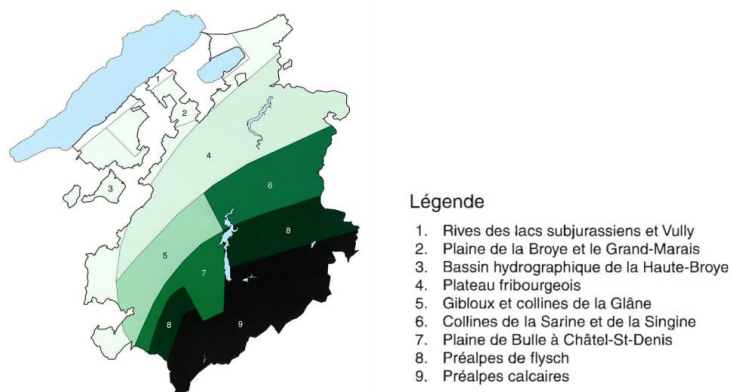 1
2
3
4
6
8
5
7
8
9
Légende
1. Rives des lacs subjurassiens et Vully
2. Plaine de la Broye et le Grand-Marais
3. Bassin hydrographique de la Haute-Broye
4. Plateau fribourgeois
5. Gibloux et collines de la Glâne
6. Collines de la Sarine et de la Singine
7. Plaine de Bulle à Châtel-St-Denis
8. Préalpes de flysch
9. Préalpes calcaires